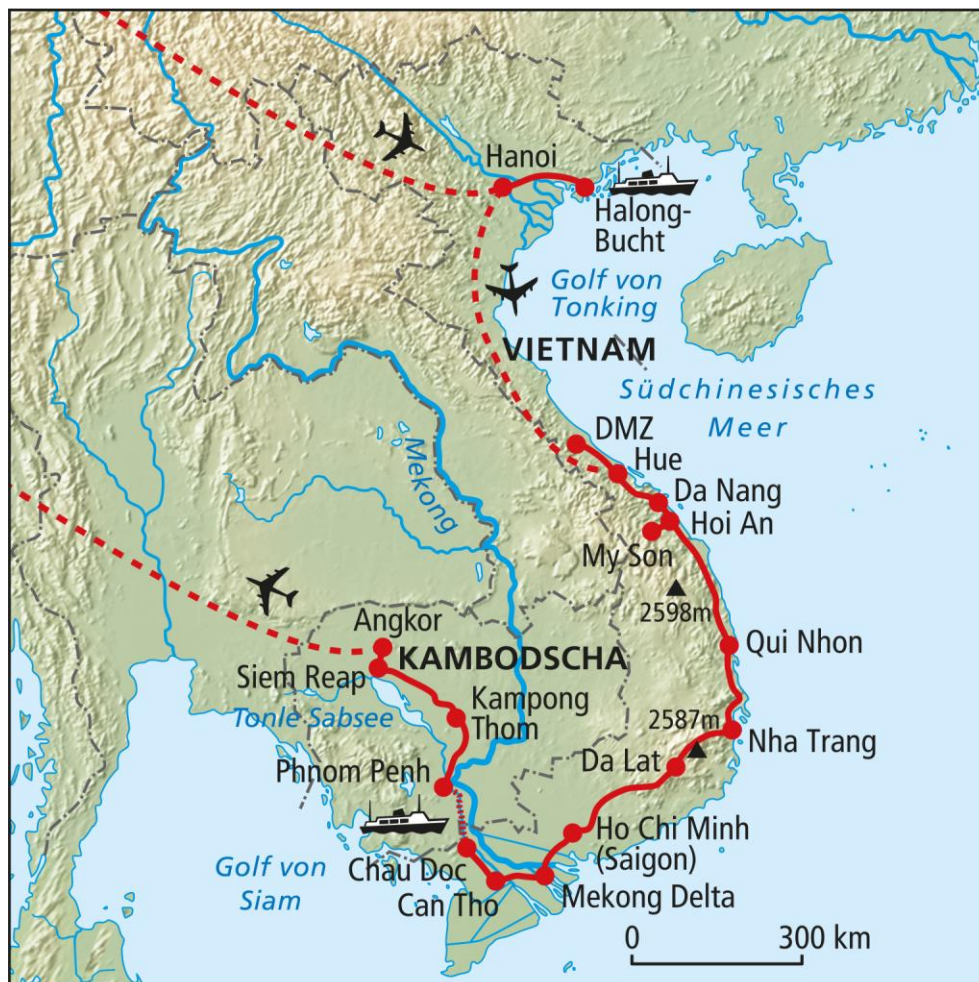 Hanoi
Halong-
Bucht
Golf von
Tonking
VIETNAM
Südchinesisches
Meer
DMZ
Hue
Mekong
Da Nang
Hoi An
My Son
2598m
Angkor
KAMBODSCHA
Qui Nhon
Siem Reap
Kampong
Thom
Tonle Sabsee
2587m
Nha Trang
Da Lat
Phnom Penh
Ho Chi Minh
(Saigon)
Golf von
Siam
Chau Doc
Can Tho
Mekong Delta
0 300 km